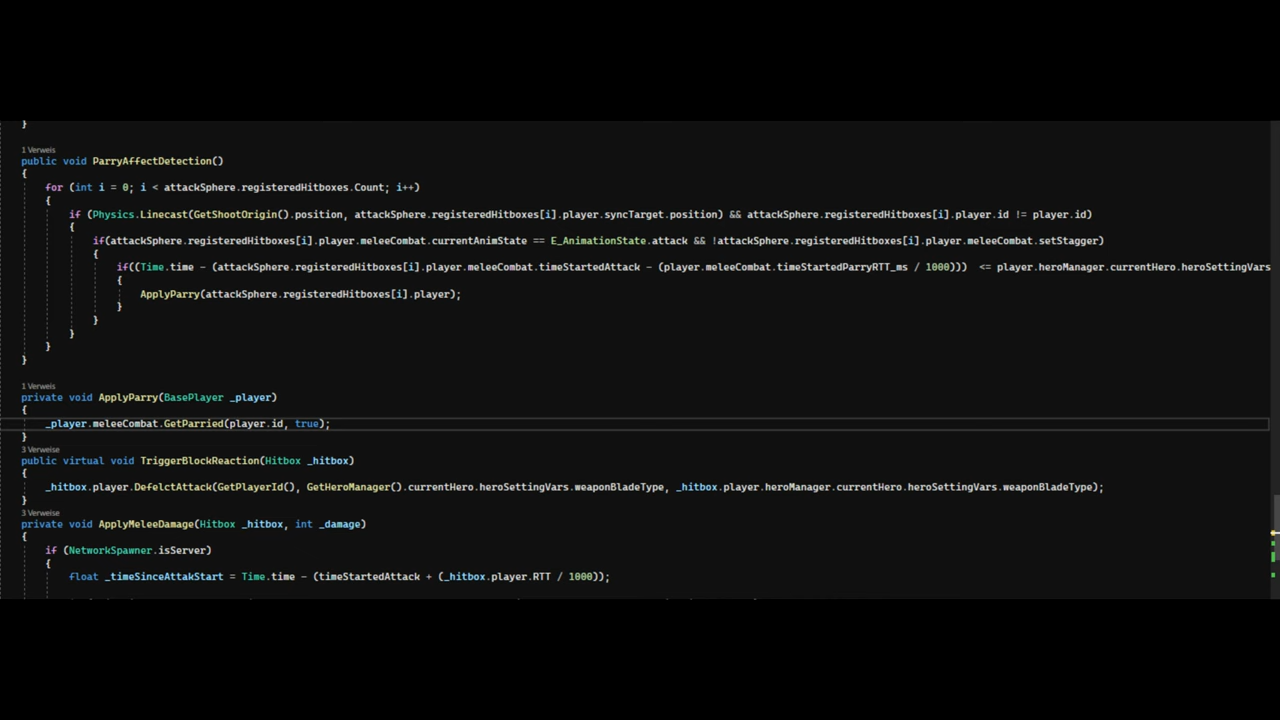 }
1 Verweis
public void ParryAffectDetection()
{
for (int i = 0; i < attackSphere.registeredHitboxes.Count; i++)
{
if (Physics.Linecast(GetShootOrigin().position, attackSphere.registeredHitboxes[i].player.syncTarget.position) && attackSphere.registeredHitboxes[i].player.id != player.id)
{
if(attackSphere.registeredHitboxes[i].player.meleeCombat.currentAnimState == E_AnimationState.attack && !attackSphere.registeredHitboxes[i].player.meleeCombat.setStagger)
{
if((Time.time - (attackSphere.registeredHitboxes[i].player.meleeCombat.timeStartedAttack - (player.meleeCombat.timeStartedParryRTT_ms / 1000))) <= player.heroManager.currentHero.heroSettingVars
{
ApplyParry(attackSphere.registeredHitboxes[i].player);
}
}
}
}
}
1 Verweis
private void ApplyParry(BasePlayer _player)
{
_player.meleeCombat.GetParried(player.id, true);
}
3 Verweise
public virtual void TriggerBlockReaction(Hitbox _hitbox)
{
_hitbox.player.DefelctAttack(GetPlayerId(), GetHeroManager().currentHero.heroSettingVars.weaponBladeType, _hitbox.player.heroManager.currentHero.heroSettingVars.weaponBladeType);
}
3 Verweise
private void ApplyMeleeDamage(Hitbox _hitbox, int _damage)
{
if (NetworkSpawner.isServer)
{
float _timeSinceAttakStart = Time.time - (timeStartedAttack + (_hitbox.player.RTT / 1000));